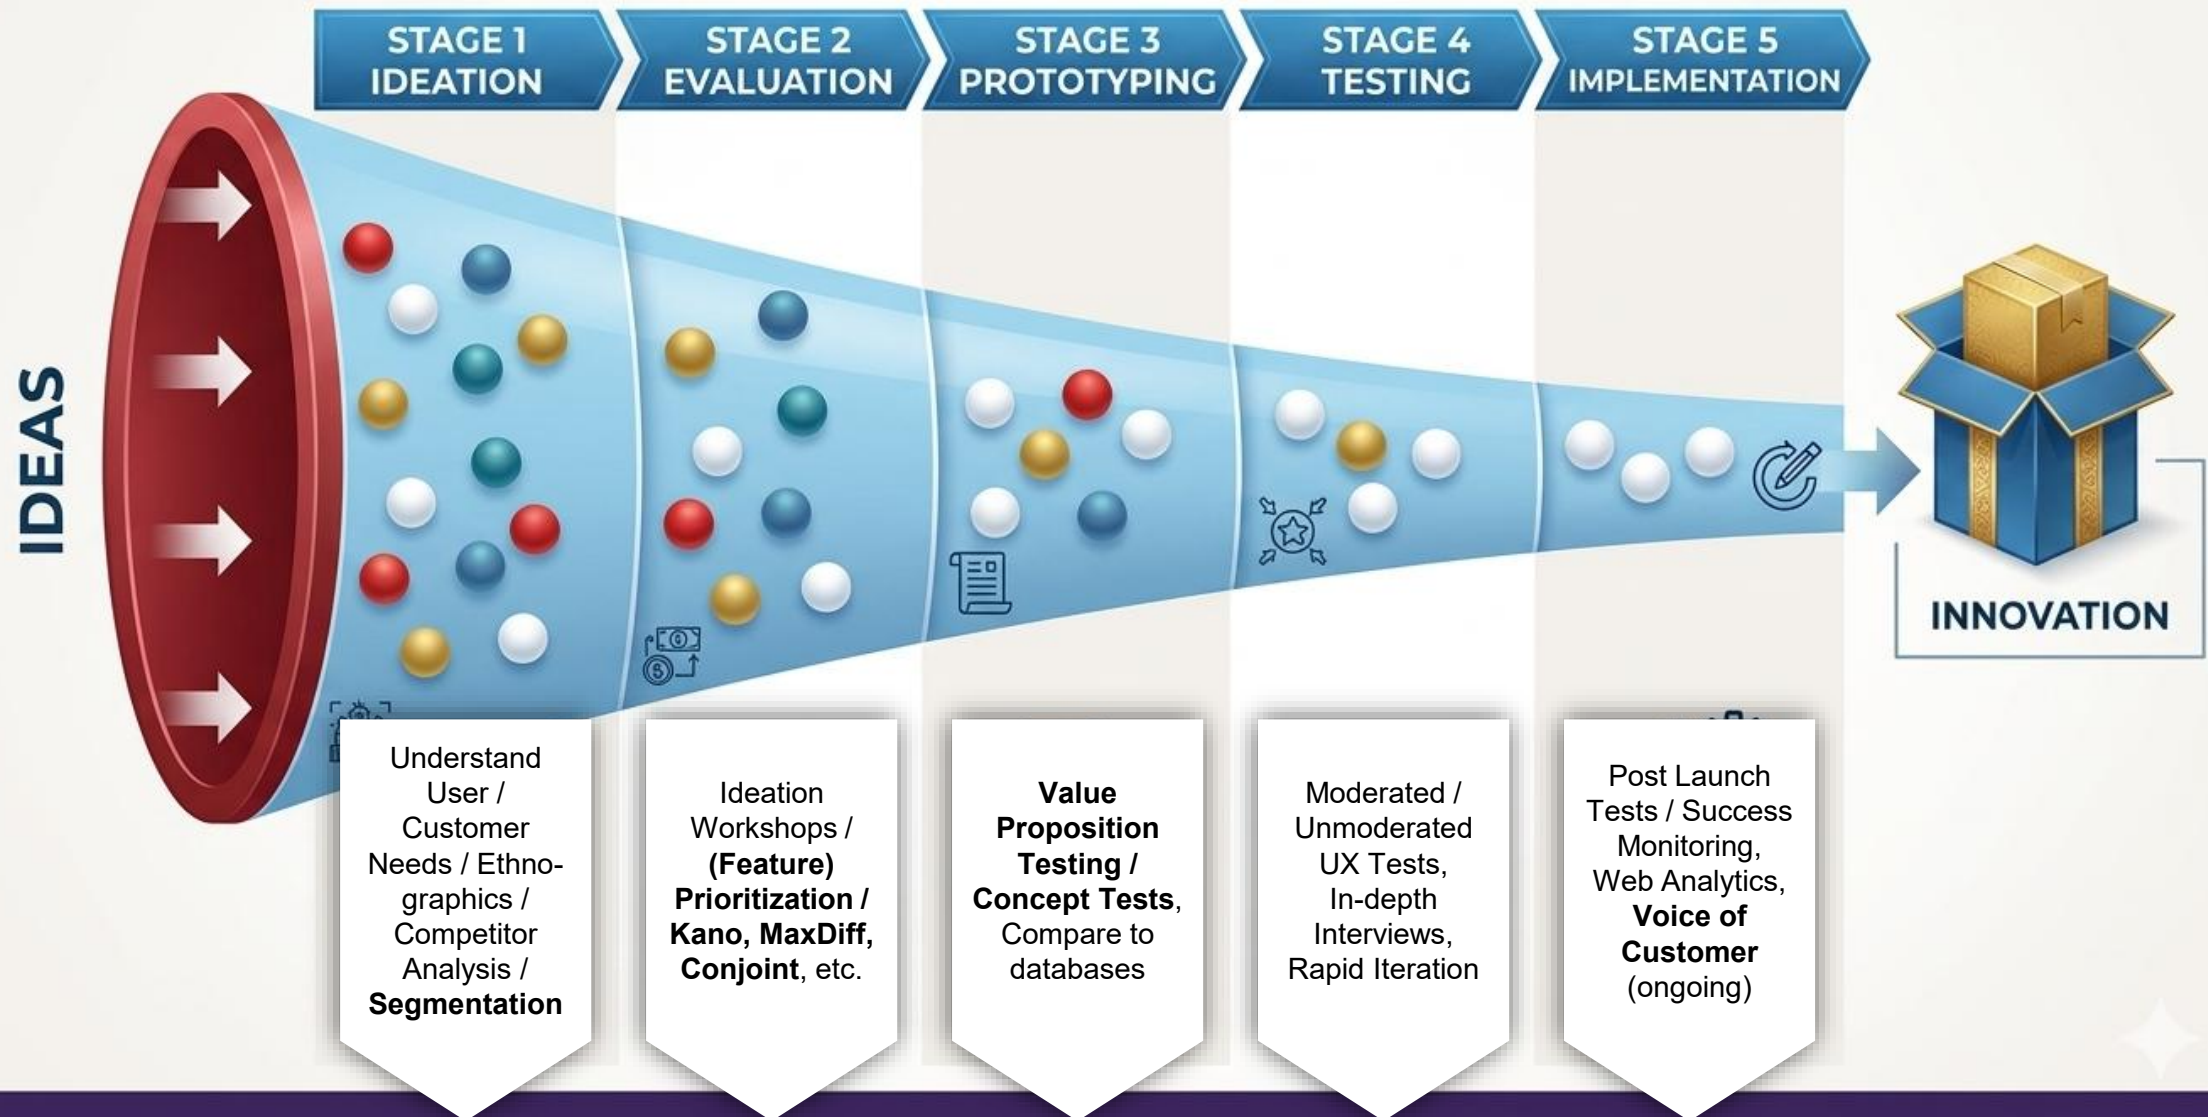 STAGE 1
IDEATION
STAGE 2
EVALUATION
STAGE 3
PROTOTYPING
STAGE 4
TESTING
STAGE 5
IMPLEMENTATION
IDEAS
INNOVATION
Understand
User /
Customer
Needs / Ethno-
graphics /
Competitor
Analysis /
Segmentation
Ideation
Workshops /
(Feature)
Prioritization /
Kano, MaxDiff,
Conjoint, etc.
Value
Proposition
Testing /
Concept Tests,
Compare to
databases
Moderated /
Unmoderated
UX Tests,
In-depth
Interviews,
Rapid Iteration
Post Launch
Tests / Success
Monitoring,
Web Analytics,
Voice of
Customer
(ongoing)